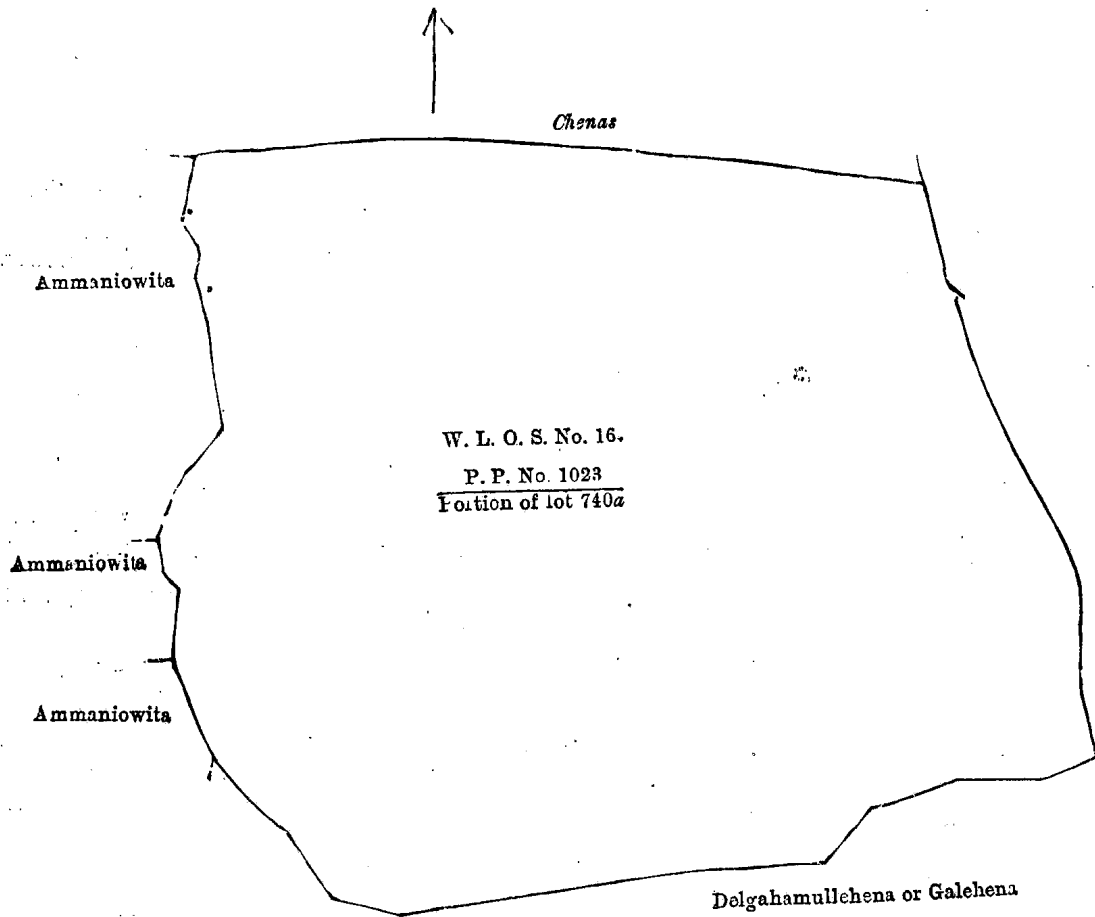 Chenas
Ammaniowita
W. L. O. S. No. 16.
P. P. No. 1023
Portion of lot 740a
Ammaniowita
Ammaniowita
Delgahamullehena or Galehena